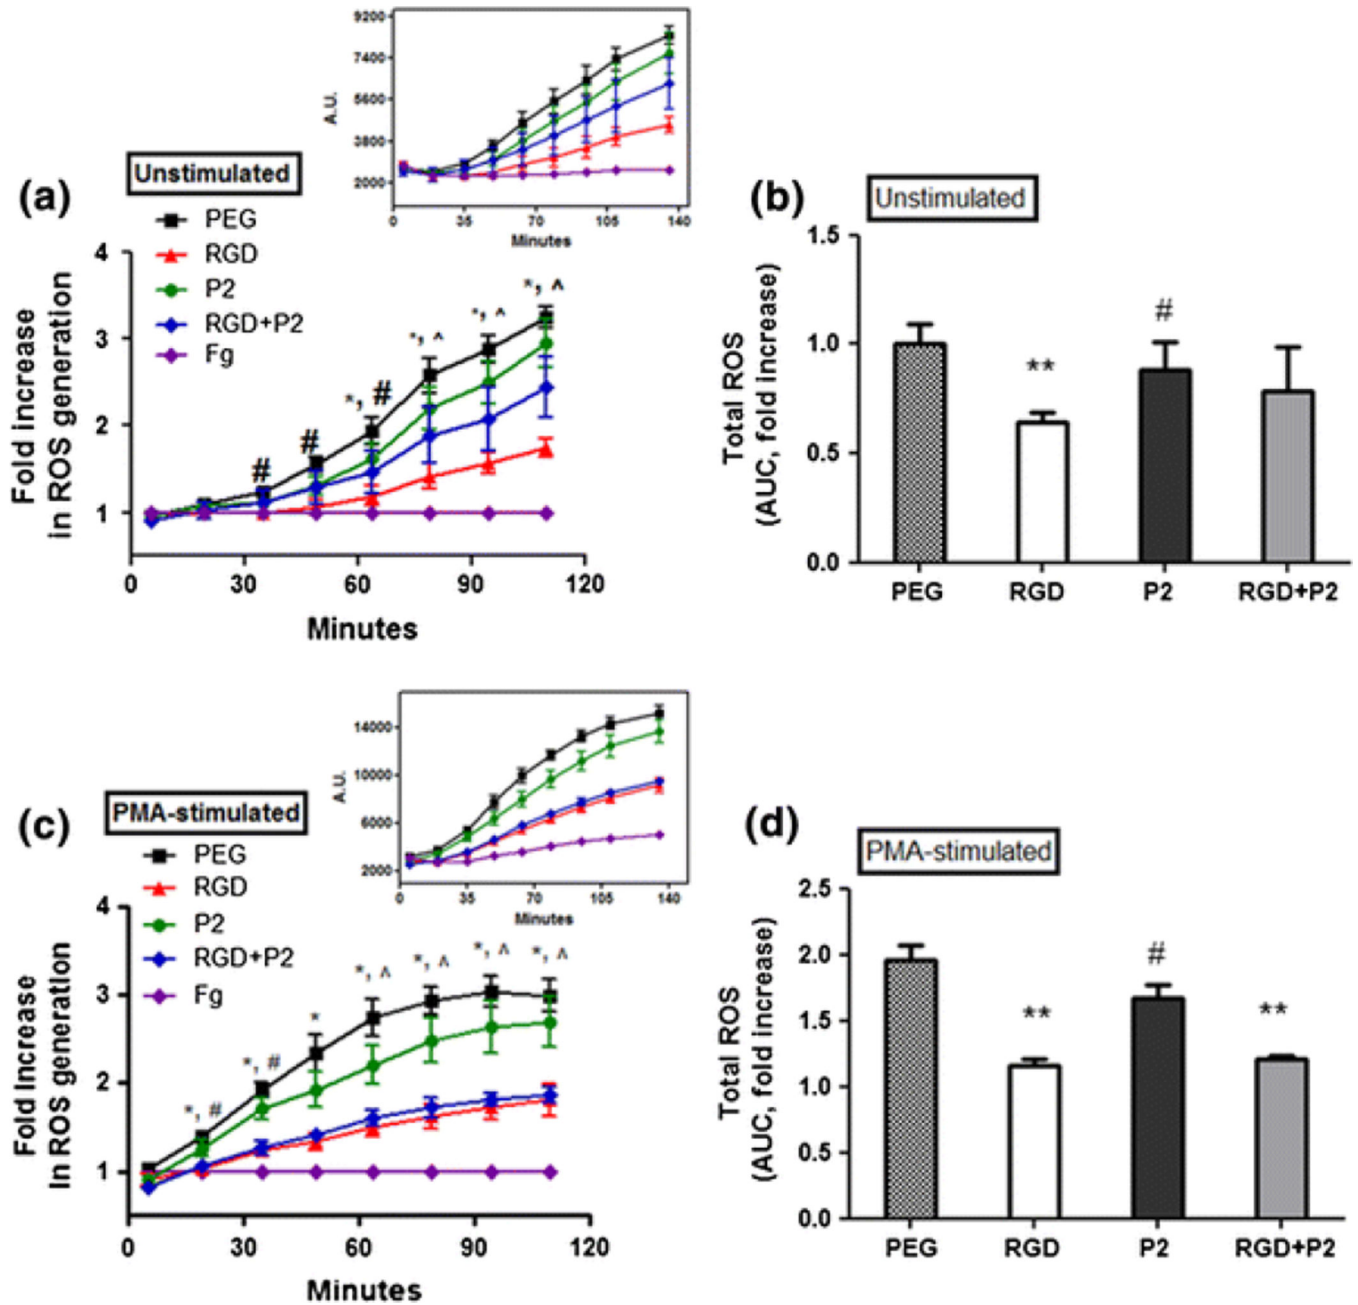 (a)
Unstimulated
PEG
RGD
P2
RGD+P2
Fg
Fold increase
in ROS generation
4
3
2
1
0 30 60 90 120
Minutes
#
#
*, #
*, ^
*, ^
*, ^
A.U.
9200
7400
5600
3800
2000
0 35 70 105 140
Minutes
(b)
Unstimulated
Total ROS
(AUC, fold increase)
1.5
1.0
0.5
0.0
**
#
PEG RGD P2 RGD+P2
(c)
PMA-stimulated
PEG
RGD
P2
RGD+P2
Fg
Fold Increase
In ROS generation
4
3
2
1
0 30 60 90 120
Minutes
*, #
*, #
*
*, ^
*, ^
*, ^
*, ^
A.U.
14000
10000
6000
2000
0 35 70 105 140
Minutes
(d)
PMA-stimulated
Total ROS
(AUC, fold increase)
2.5
2.0
1.5
1.0
0.5
0.0
**
#
**
PEG RGD P2 RGD+P2